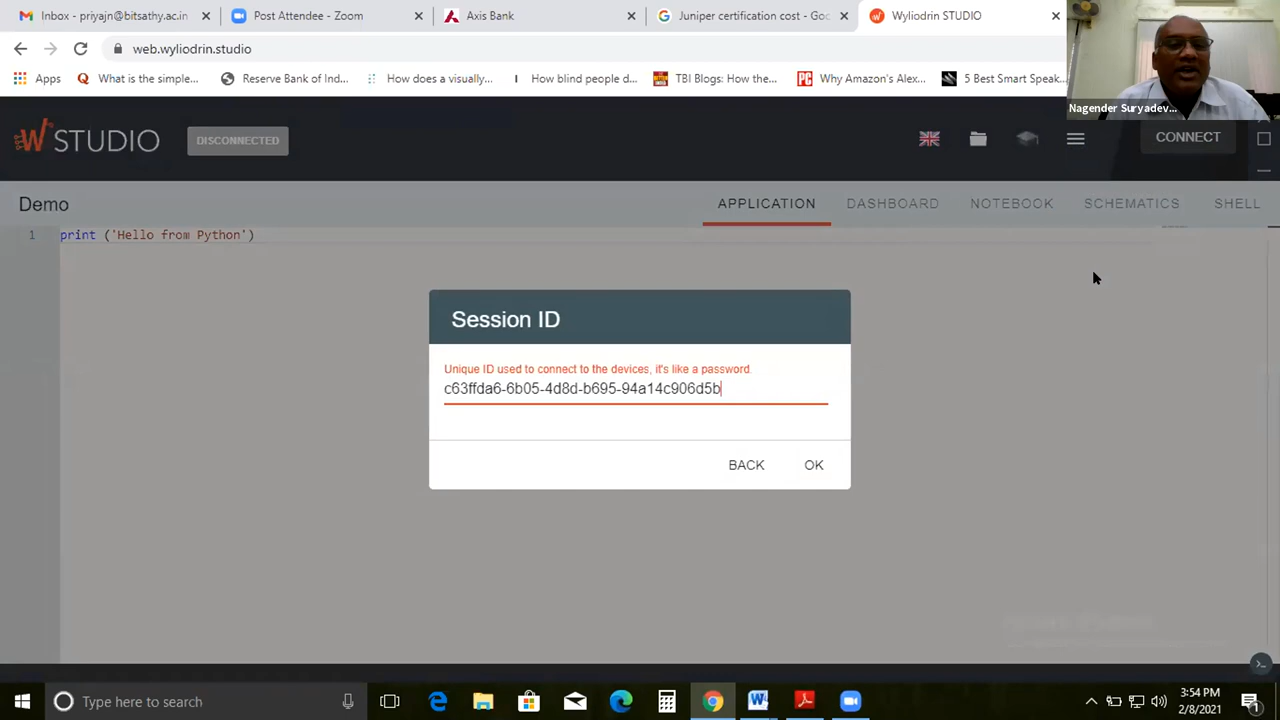 Inbox - priyajn@bitsathy.ac.in
Post Attendee - Zoom
Axis Bank
Juniper certification cost - Goo
Wyliodrin STUDIO
web.wyliodrin.studio
Apps
What is the simple...
Reserve Bank of Ind...
How does a visually...
How blind people d...
TBI Blogs: How the...
Why Amazon's Alex...
5 Best Smart Speak...
Nagender Suryadev...
STUDIO
DISCONNECTED
CONNECT
Demo
APPLICATION
DASHBOARD
NOTEBOOK
SCHEMATICS
SHELL
1
print ('Hello from Python')
Session ID
Unique ID used to connect to the devices, it's like a password.
c63ffda6-6b05-4d8d-b695-94a14c906d5b
BACK
OK
Type here to search
3:54 PM
2/8/2021